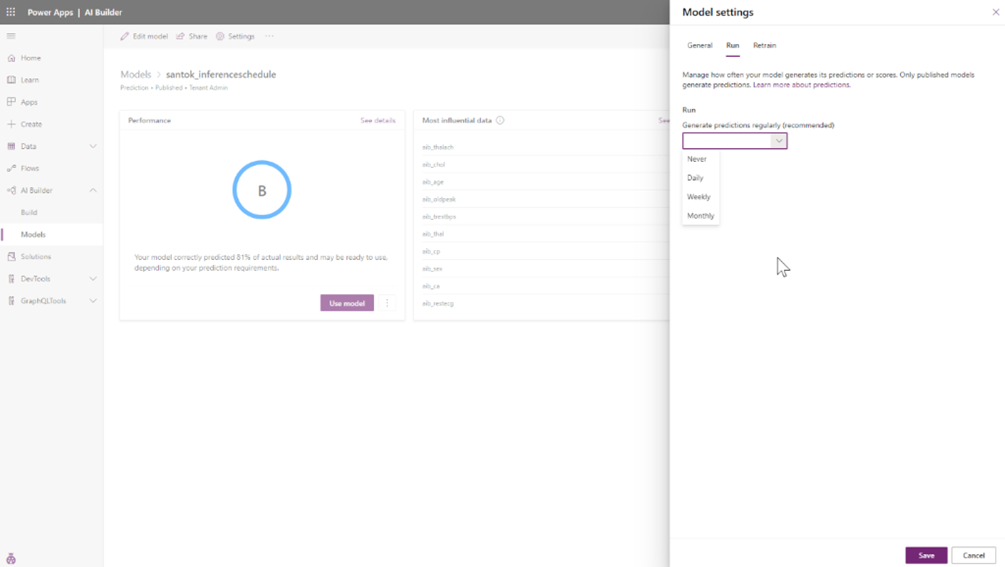 Power Apps | AI Builder
Home
Learn
Apps
Create
Data
Flows
AI Builder
Build
Models
Solutions
DevTools
GraphQLTools
Edit model
Share
Settings
Models > santok_inferenceschedule
Prediction • Published • Tenant Admin
Performance
See details
B
Your model correctly predicted 81% of actual results and may be ready to use,
depending on your prediction requirements.
Use model
Most influential data
See
aib_thalach
aib_chol
aib_age
aib_oldpeak
aib_trestbps
aib_thal
aib_cp
aib_sex
aib_ca
aib_restecg
Model settings
General
Run
Retrain
Manage how often your model generates its predictions or scores. Only published models
generate predictions. Learn more about predictions.
Run
Generate predictions regularly (recommended)
Never
Daily
Weekly
Monthly
Save
Cancel